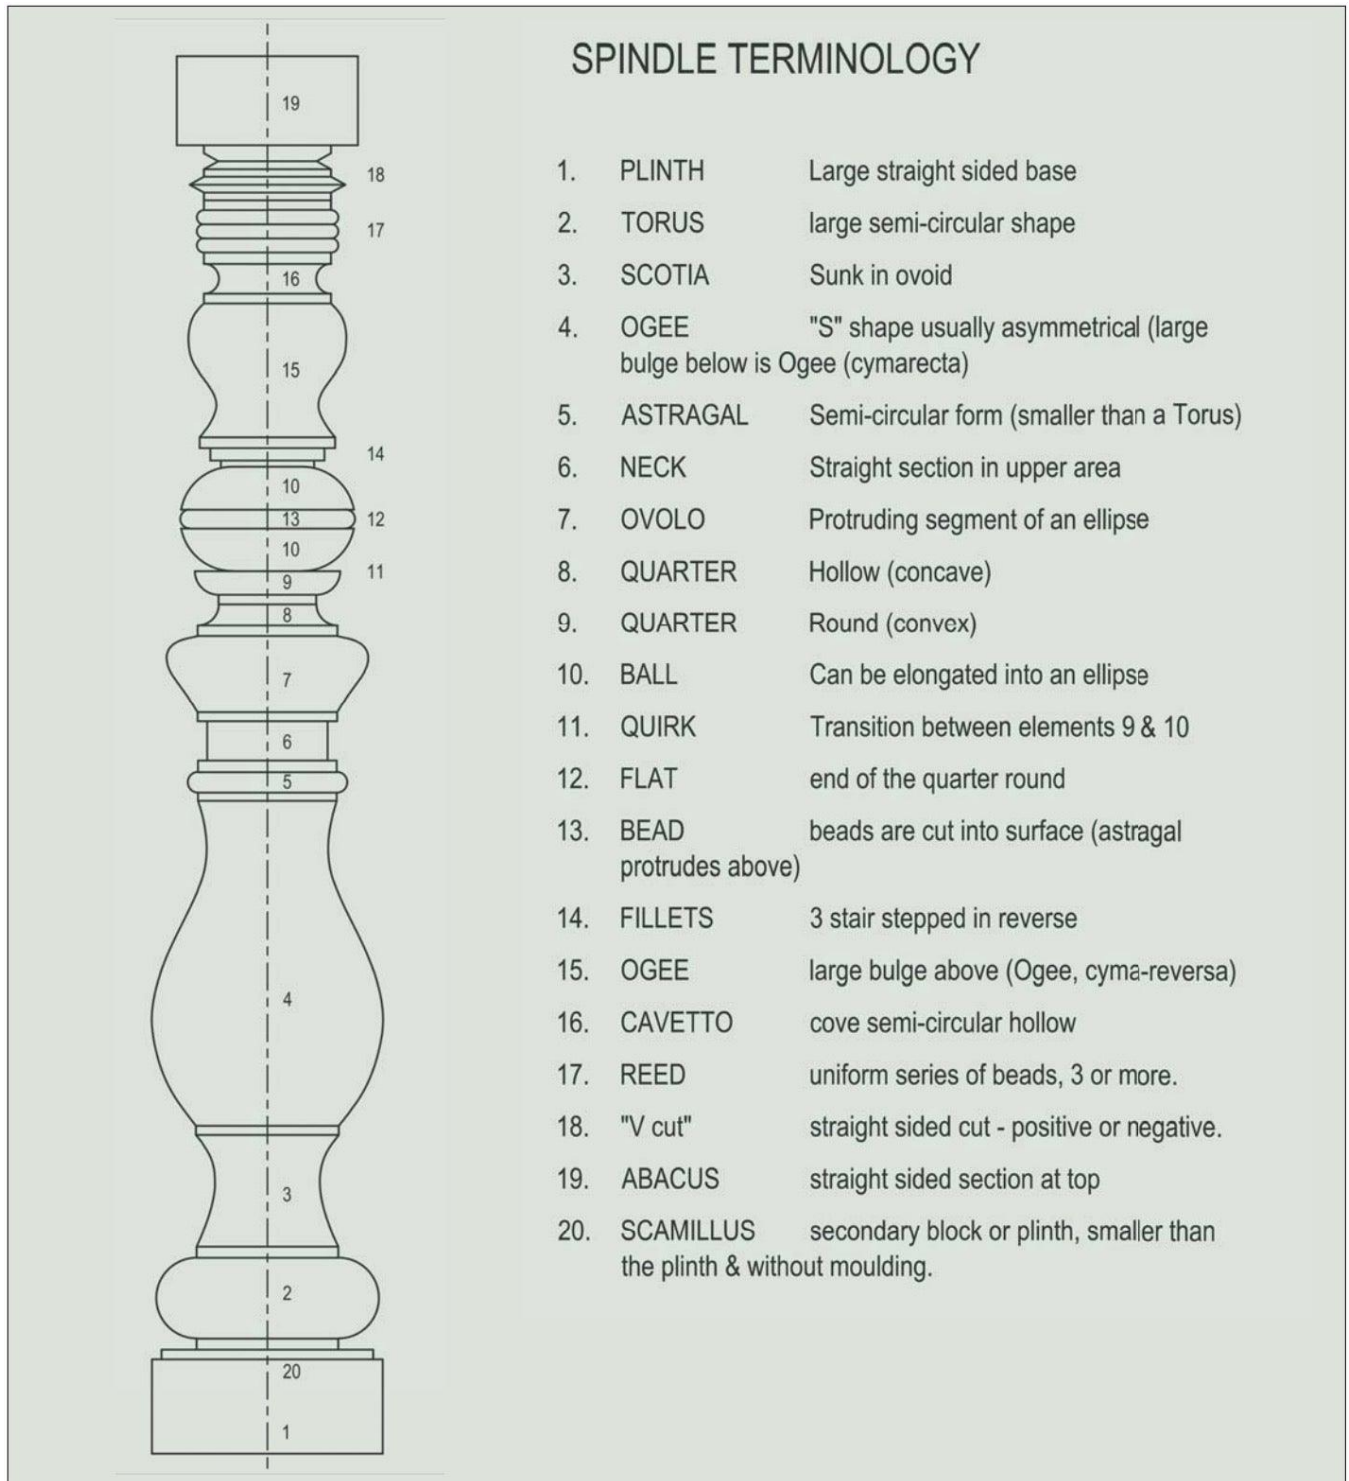 SPINDLE TERMINOLOGY
19
18
17
16
15
14
10
13 12
10
11
9
8
7
6
5
4
3
2
20
1
1. PLINTH Large straight sided base
2. TORUS large semi-circular shape
3. SCOTIA Sunk in ovoid
4. OGEE "S" shape usually asymmetrical (large
bulge below is Ogee (cymarecta)
5. ASTRAGAL Semi-circular form (smaller than a Torus)
6. NECK Straight section in upper area
7. OVOLO Protruding segment of an ellipse
8. QUARTER Hollow (concave)
9. QUARTER Round (convex)
10. BALL Can be elongated into an ellipse
11. QUIRK Transition between elements 9 & 10
12. FLAT end of the quarter round
13. BEAD beads are cut into surface (astragal
protrudes above)
14. FILLETS 3 stair stepped in reverse
15. OGEE large bulge above (Ogee, cyma-reversa)
16. CAVETTO cove semi-circular hollow
17. REED uniform series of beads, 3 or more.
18. "V cut" straight sided cut - positive or negative.
19. ABACUS straight sided section at top
20. SCAMILLUS secondary block or plinth, smaller than
the plinth & without moulding.